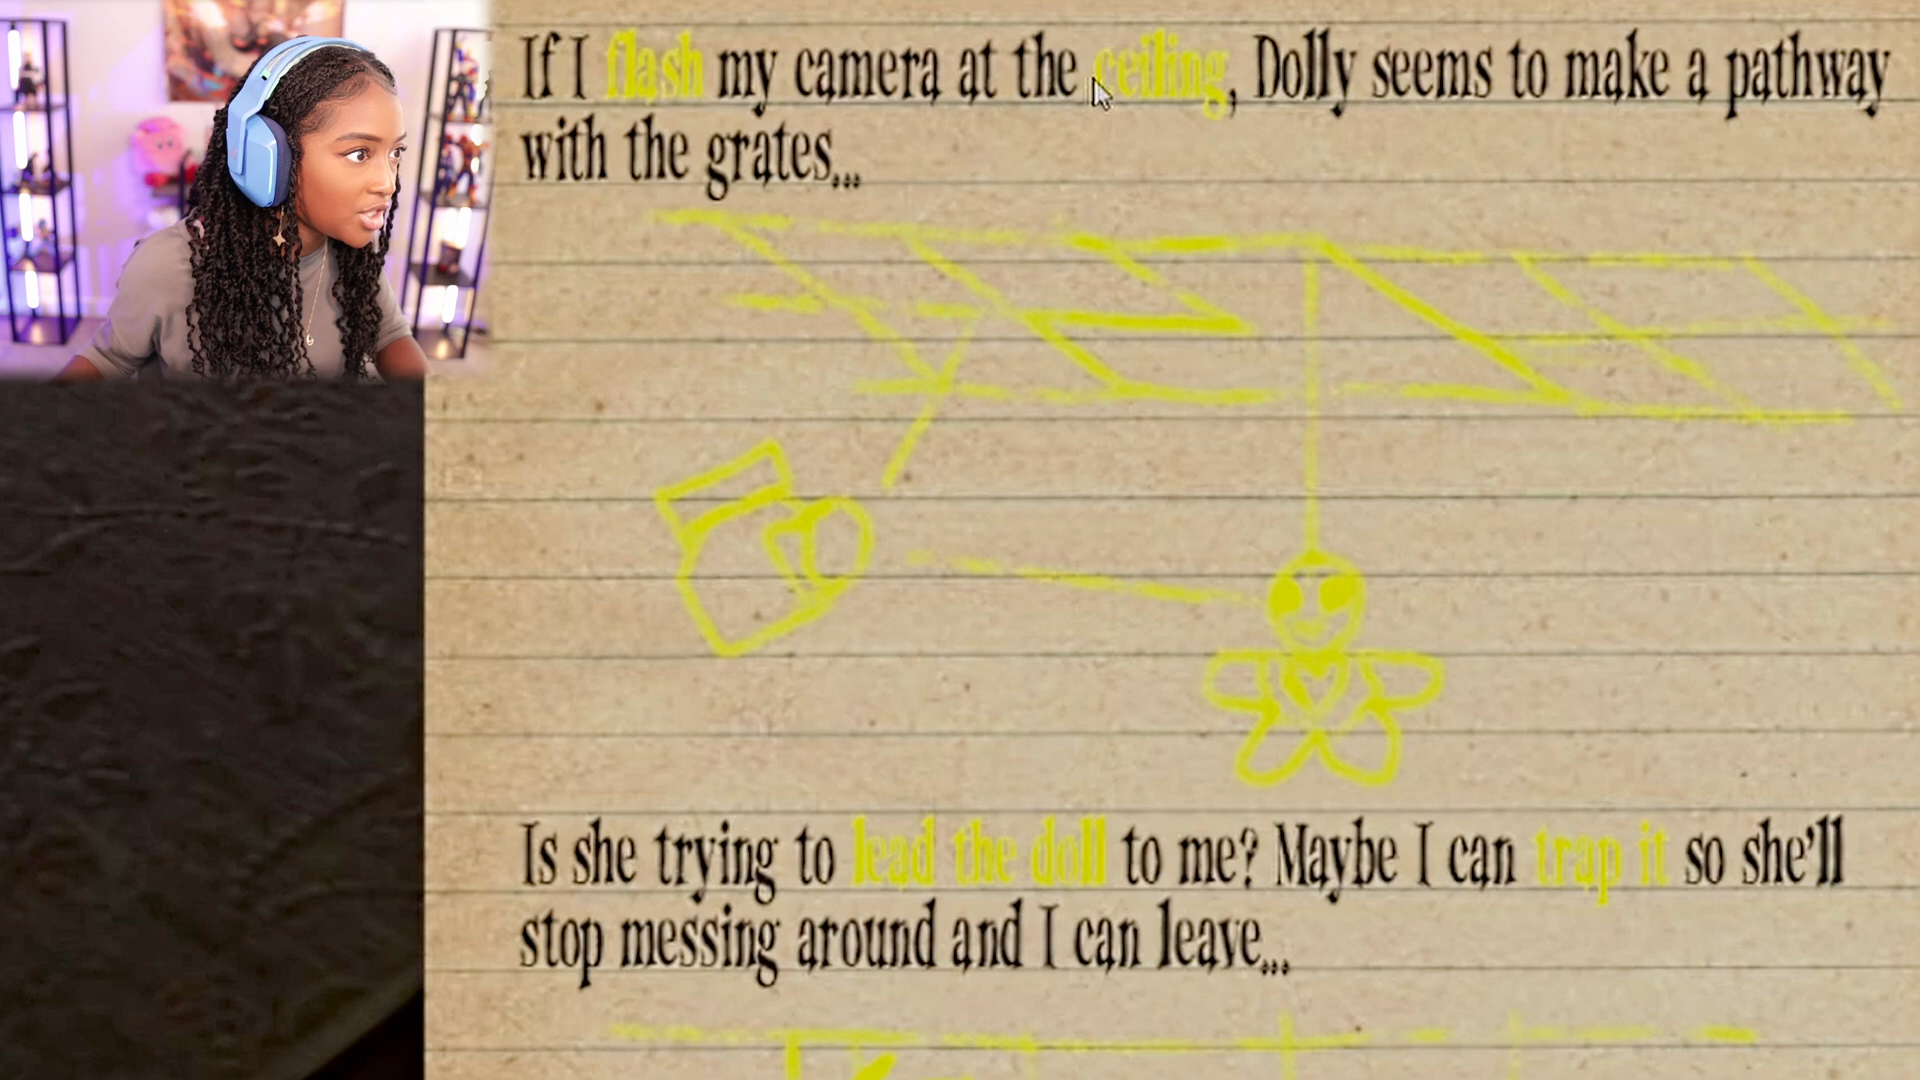 If I flash my camera at the ceiling, Dolly seems to make a pathway
with the grates...
Is she trying to lead the doll to me? Maybe I can trap it so she'll
stop messing around and I can leave...